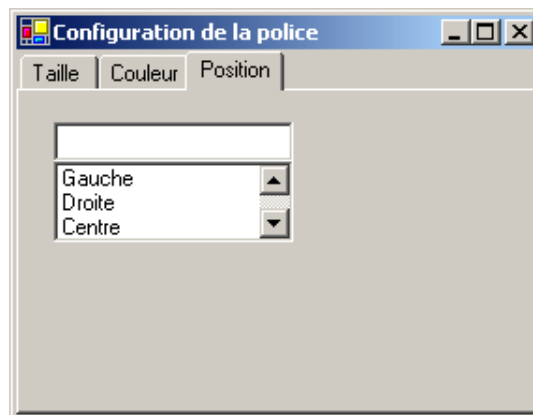 Configuration de la police
Taille Couleur Position
Gauche
Droite
Centre